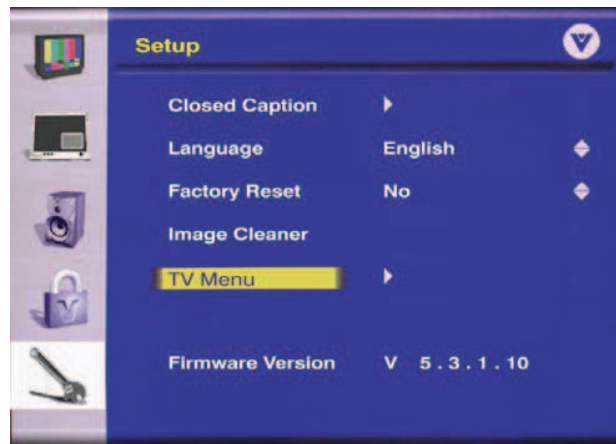 Setup
V
Closed Caption
Language English
Factory Reset No
Image Cleaner
TV Menu
Firmware Version V 5.3.1.10